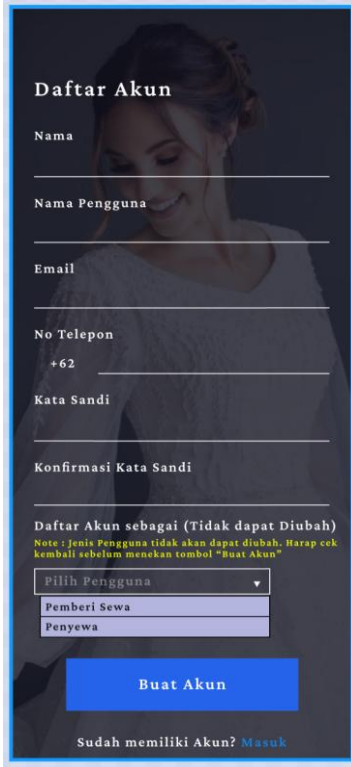 Daftar Akun
Nama
Nama Pengguna
Email
No Telepon
+62
Kata Sandi
Konfirmasi Kata Sandi
Daftar Akun sebagai (Tidak dapat Diubah)
Note : Jenis Pengguna tidak akan dapat diubah. Harap cek
kembali sebelum menekan tombol “Buat Akun”
Pilih Pengguna
Pemberi Sewa
Penyewa
Buat Akun
Sudah memiliki Akun? Masuk